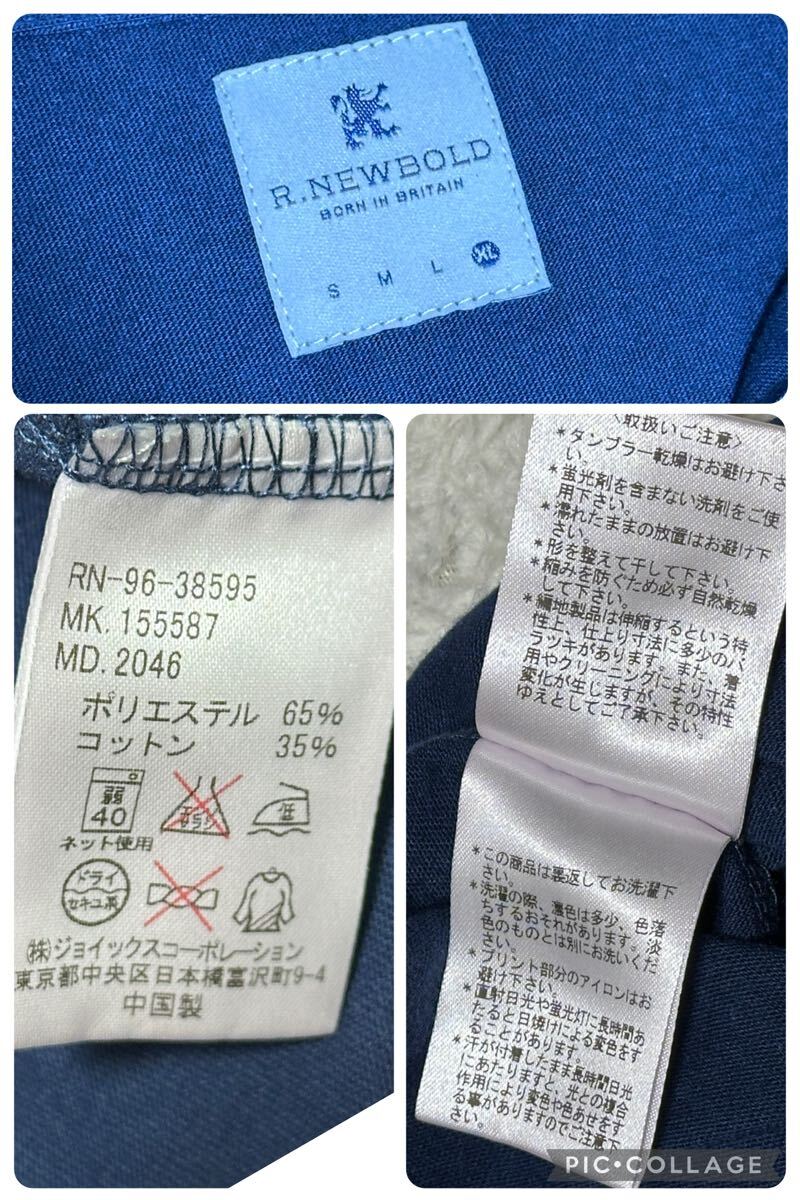 R.NEWBOLD
BORN IN BRITAIN
S M L XL
RN-96-38595
MK.155587
MD.2046
ポリエステル 65%
コットン 35%
弱
40
エンソサラシ
低
ネット使用
ドライ
セキユ系
㈱ジョイックスコーポレーション
東京都中央区日本橋富沢町9-4
中国製
〈取扱いご注意〉
*タンブラー乾燥はお避け下さ
い。
*蛍光剤を含まない洗剤をご使
用下さい。
*濡れたままの放置はお避け下
さい。
*形を整えて干して下さい。
*縮みを防ぐため必ず自然乾燥
して下さい。
*編地製品は伸縮するという特
性上、仕上り寸法に多少のバ
ラツキがあります。また、着
用やクリーニングにより寸法
変化が生じますが、その特性
ゆえとしてご了承下さい。
*この商品は裏返してお洗濯下
さい。
*洗濯の際、濃色は多少、色落
ちするおそれがあります。淡
色のものとは別にお洗いくだ
さい。
*プリント部分のアイロンはお
避け下さい。
*直射日光や蛍光灯に長時間あ
たると日焼けによる変色をす
ることがあります。
*汗が付着したまま長時間日光
にあたりますと、光との複合
作用により変色や色あせをす
る事がありますのでご注意下
さい。
PIC•COLLAGE